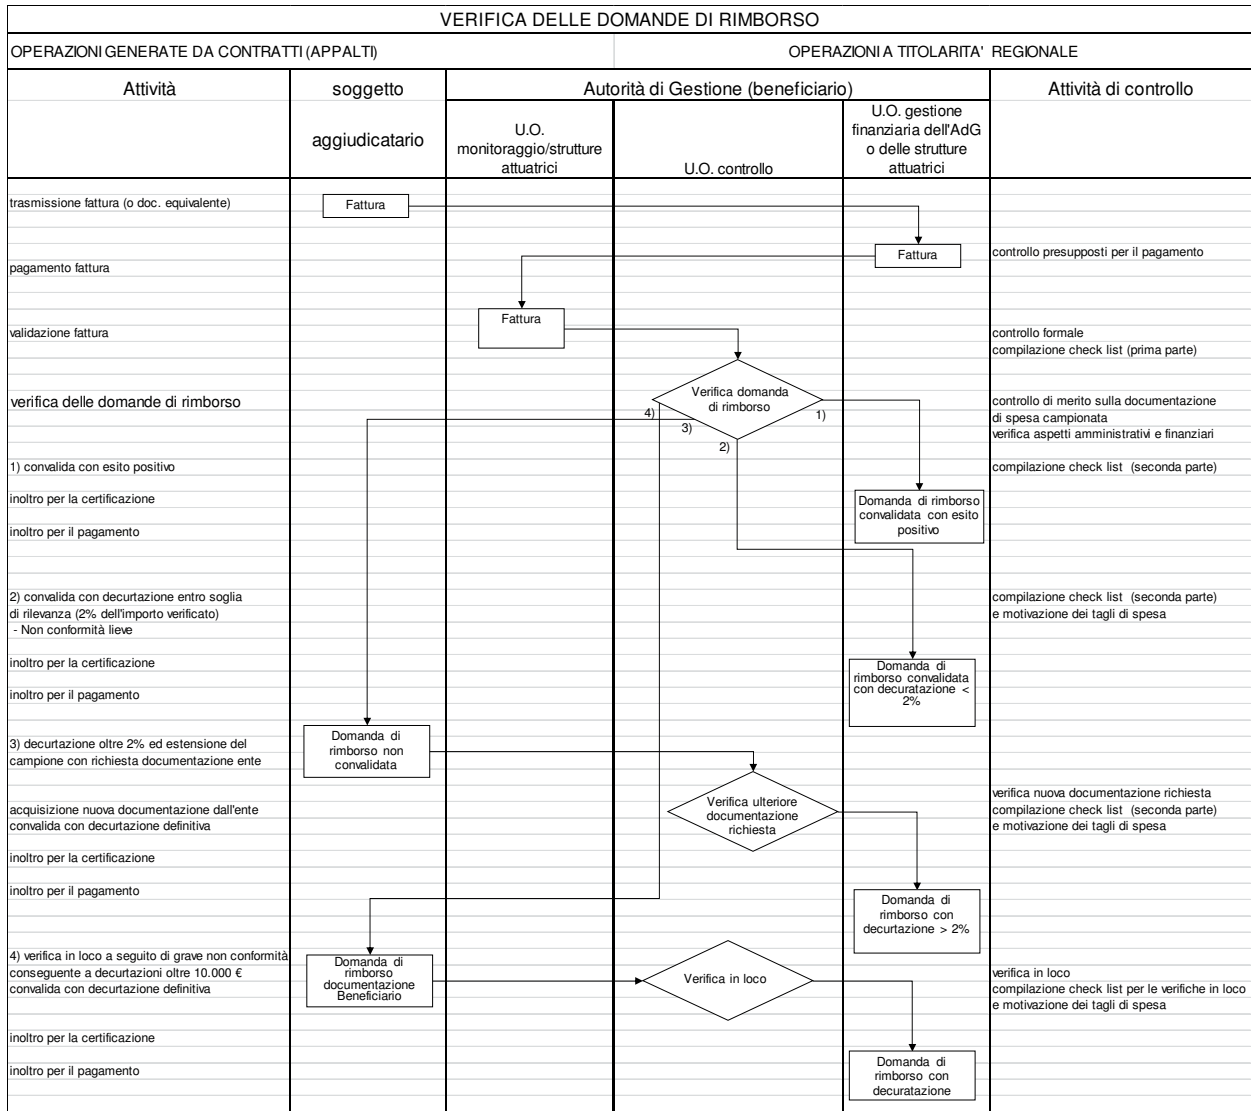 VERIFICA DELLE DOMANDE DI RIMBORSO
OPERAZIONI GENERATE DA CONTRATTI (APPALTI)
OPERAZIONI A TITOLARITA' REGIONALE
Attività
soggetto
aggiudicatario
Autorità di Gestione (beneficiario)
Attività di controllo
U.O.
monitoraggio/strutture
attuatrici
U.O. controllo
U.O. gestione
finanziaria dell'AdG
o delle strutture
attuatrici
trasmissione fattura (o doc. equivalente)
Fattura
Fattura
controllo presupposti per il pagamento
pagamento fattura
Fattura
validazione fattura
controllo formale
compilazione check list (prima parte)
Verifica domanda
di rimborso
verifica delle domande di rimborso
4)
3)
2)
1)
controllo di merito sulla documentazione
di spesa campionata
verifica aspetti amministrativi e finanziari
1) convalida con esito positivo
compilazione check list (seconda parte)
inoltro per la certificazione
Domanda di rimborso
convalidata con esito
positivo
inoltro per il pagamento
2) convalida con decurtazione entro soglia
di rilevanza (2% dell'importo verificato)
- Non conformità lieve
compilazione check list (seconda parte)
e motivazione dei tagli di spesa
inoltro per la certificazione
Domanda di
rimborso convalidata
con decuratazione <
2%
inoltro per il pagamento
3) decurtazione oltre 2% ed estensione del
campione con richiesta documentazione ente
Domanda di
rimborso non
convalidata
Verifica ulteriore
documentazione
richiesta
verifica nuova documentazione richiesta
compilazione check list (seconda parte)
e motivazione dei tagli di spesa
acquisizione nuova documentazione dall'ente
convalida con decurtazione definitiva
inoltro per la certificazione
inoltro per il pagamento
Domanda di
rimborso con
decurtazione > 2%
4) verifica in loco a seguito di grave non conformità
conseguente a decurtazioni oltre 10.000 €
convalida con decurtazione definitiva
Domanda di
rimborso
documentazione
Beneficiario
Verifica in loco
verifica in loco
compilazione check list per le verifiche in loco
e motivazione dei tagli di spesa
inoltro per la certificazione
inoltro per il pagamento
Domanda di
rimborso con
decuratazione